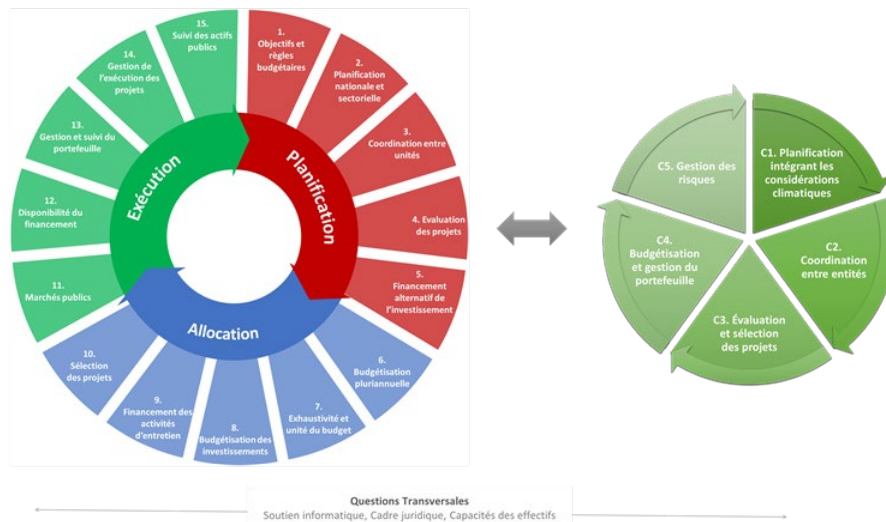 1.
Objectifs et
règles
budgétaires
2.
Planification
nationale et
sectorielle
3.
Coordination entre
unités
4. Evaluation
des projets
5.
Financement
alternatif de
l'investissement
6.
Budgétisation
pluriannuelle
7.
Exhaustivité et
unité du budget
8.
Budgétisation des
investissements
9.
Financement des
activités
d'entretien
10.
Sélection
des projets
11.
Marchés publics
12.
Disponibilité du
financement
13.
Gestion et suivi du
portefeuille
14.
Gestion de
l'exécution des
projets
15.
Suivi des actifs
publics
Planification
Allocation
Exécution
C1. Planification
intégrant les
considérations
climatiques
C2.
Coordination
entre entités
C3. Évaluation
et sélection
des projets
C4.
Budgétisation
et gestion du
portefeuille
C5. Gestion des
risques
Questions Transversales
Soutien informatique, Cadre juridique, Capacités des effectifs